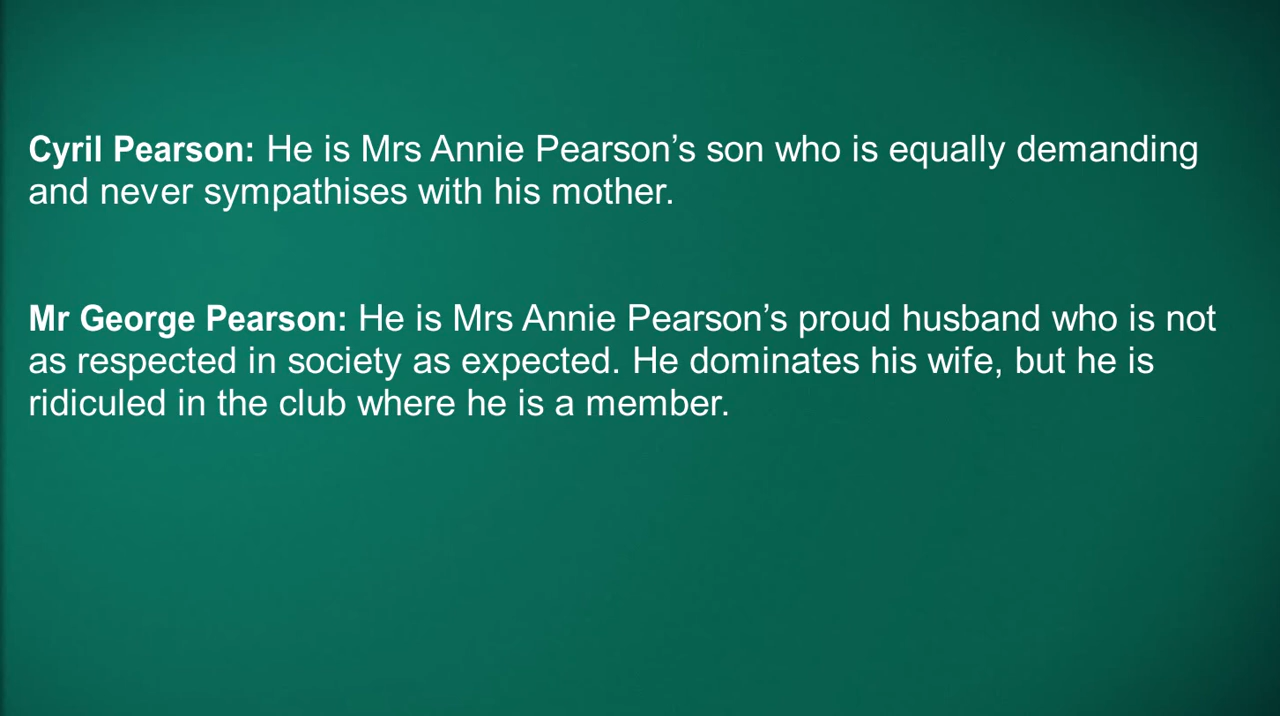 Cyril Pearson: He is Mrs Annie Pearson’s son who is equally demanding
and never sympathises with his mother.
Mr George Pearson: He is Mrs Annie Pearson’s proud husband who is not
as respected in society as expected. He dominates his wife, but he is
ridiculed in the club where he is a member.